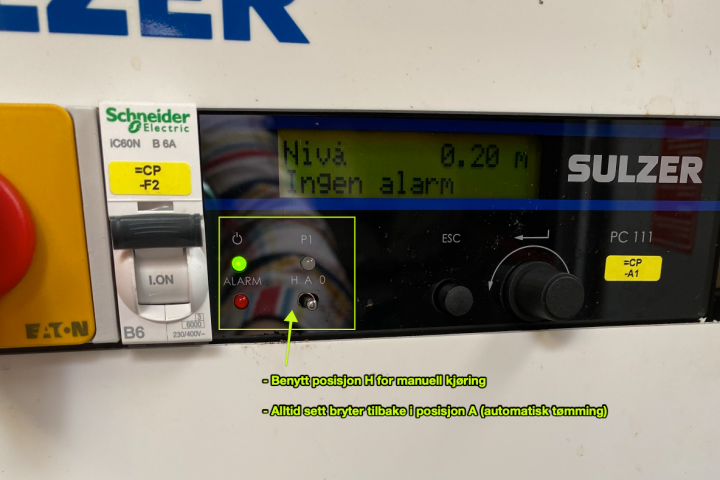 SULZER
Schneider
Electric
iC60N B 6A
=CP
-F2
I.ON
B6
3
6000
230/400V~
EATON
Nivå 0.20 m
Ingen alarm
SULZER
P1
ESC
PC 111
ALARM
H A 0
=CP
-A1
- Benytt posisjon H for manuell kjøring
- Alltid sett bryter tilbake i posisjon A (automatisk tømming)